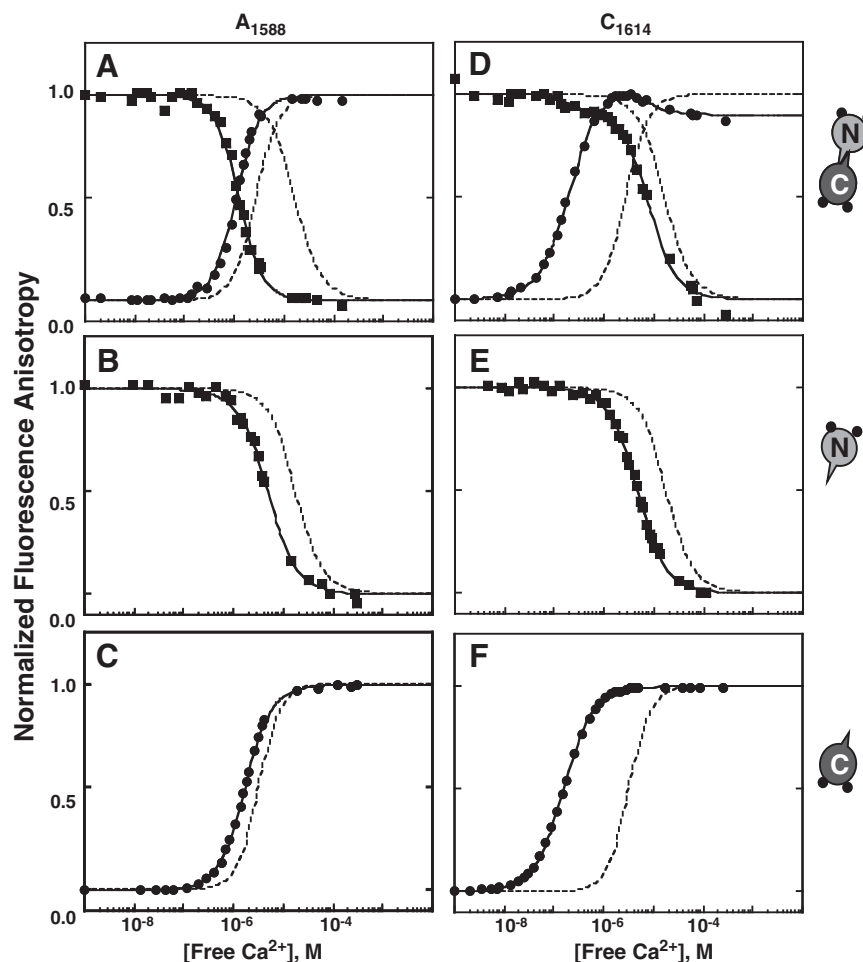 A1588 C1614
Normalized Fluorescence Anisotropy
A D
1.0
0.5
0.0
N
C
B E
1.0
0.5
0.0
N
C F
1.0
0.5
0.0
C
10-8 10-6 10-4 10-8 10-6 10-4
[Free Ca2+], M [Free Ca2+], M